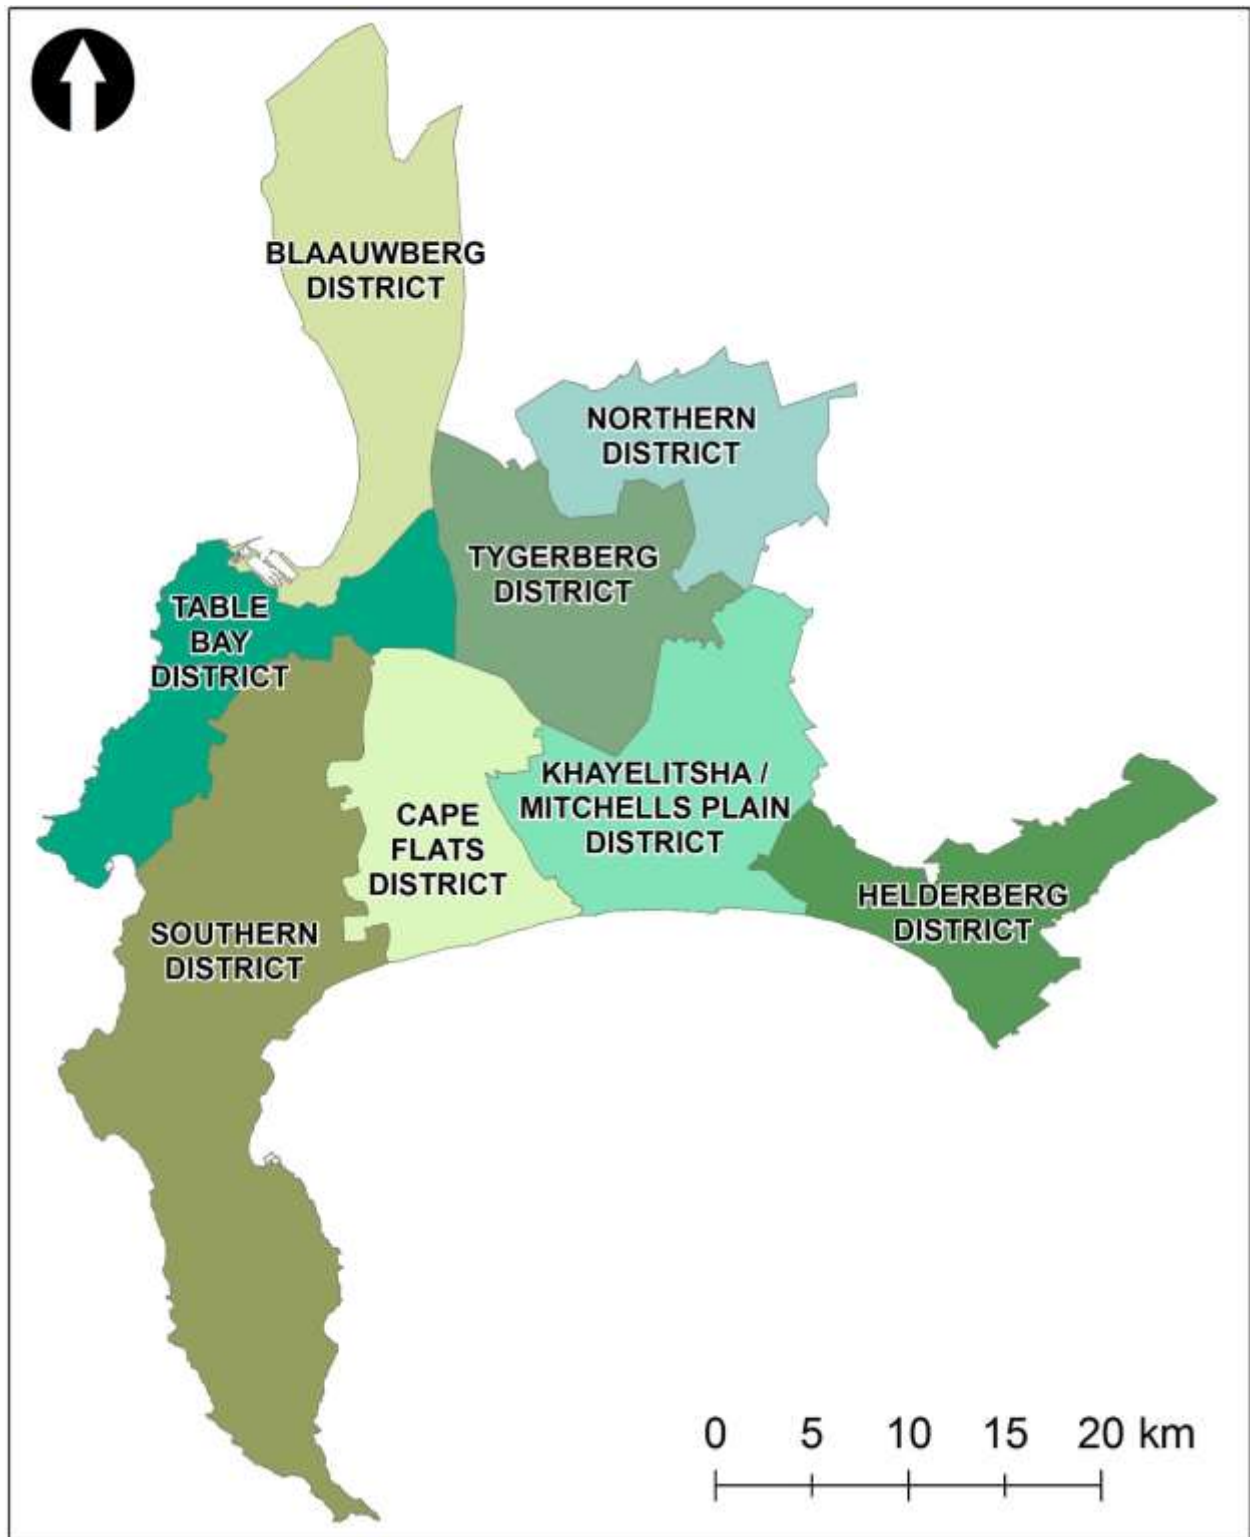 BLAAUWBERG
DISTRICT
NORTHERN
DISTRICT
TYGERBERG
DISTRICT
TABLE
BAY
DISTRICT
KHAYELITSHA /
MITCHELLS PLAIN
DISTRICT
CAPE
FLATS
DISTRICT
HELDERBERG
DISTRICT
SOUTHERN
DISTRICT
0 5 10 15 20 km